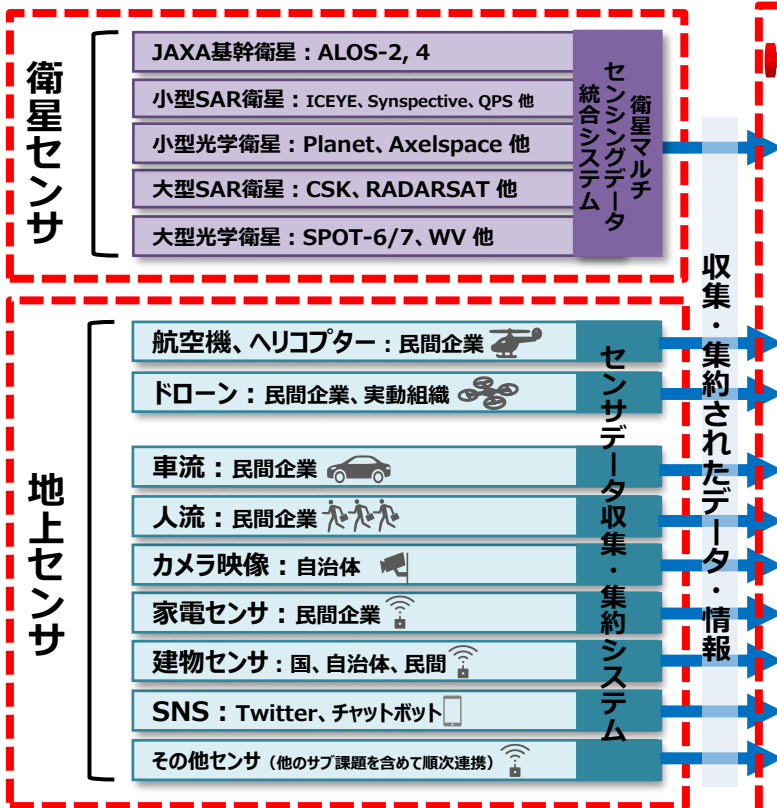 衛星センサ
JAXA基幹衛星：ALOS-2, 4
小型SAR衛星：ICEYE、Synspective、QPS 他
小型光学衛星：Planet、Axelspace 他
大型SAR衛星：CSK、RADARSAT 他
大型光学衛星：SPOT-6/7、WV 他
衛星マルチ
センシングデータ
統合システム
地上センサ
航空機、ヘリコプター：民間企業
ドローン：民間企業、実動組織
車流：民間企業
人流：民間企業
カメラ映像：自治体
家電センサ：民間企業
建物センサ：国、自治体、民間
SNS：Twitter、チャットボット
その他センサ（他のサブ課題を含めて順次連携）
センサデータ収集・集約システム
収集・集約されたデータ・情報